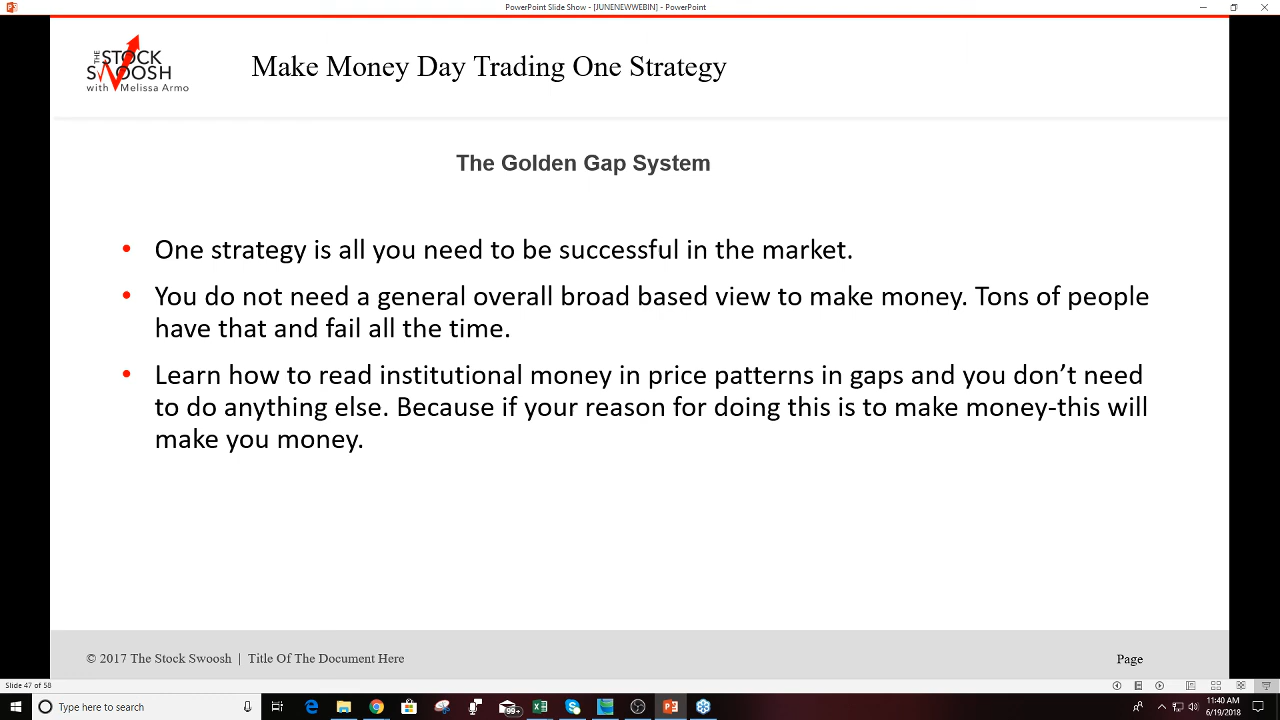 PowerPoint Slide Show - [JUNENEWWEBIN] - PowerPoint
THE STOCK
SWOOSH
with Melissa Armo
Make Money Day Trading One Strategy
The Golden Gap System
• One strategy is all you need to be successful in the market.
• You do not need a general overall broad based view to make money. Tons of people
have that and fail all the time.
• Learn how to read institutional money in price patterns in gaps and you don't need
to do anything else. Because if your reason for doing this is to make money-this will
make you money.
© 2017 The Stock Swoosh | Title Of The Document Here
Page
Slide 47 of 58
Type here to search
99+
11:40 AM
6/19/2018